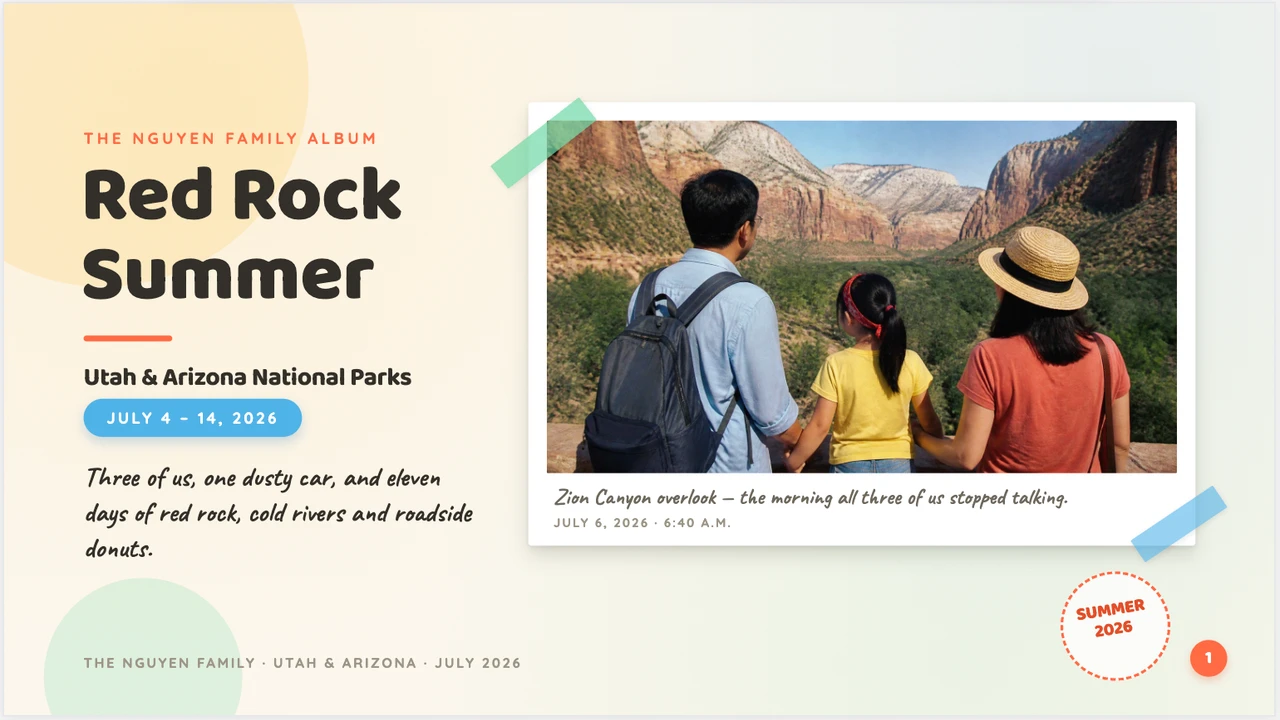 THE NGUYEN FAMILY ALBUM
Red Rock
Summer
Utah & Arizona National Parks
JULY 4 – 14, 2026
Three of us, one dusty car, and eleven
days of red rock, cold rivers and roadside
donuts.
Zion Canyon overlook — the morning all three of us stopped talking.
JULY 6, 2026 · 6:40 A.M.
SUMMER
2026
THE NGUYEN FAMILY · UTAH & ARIZONA · JULY 2026
1